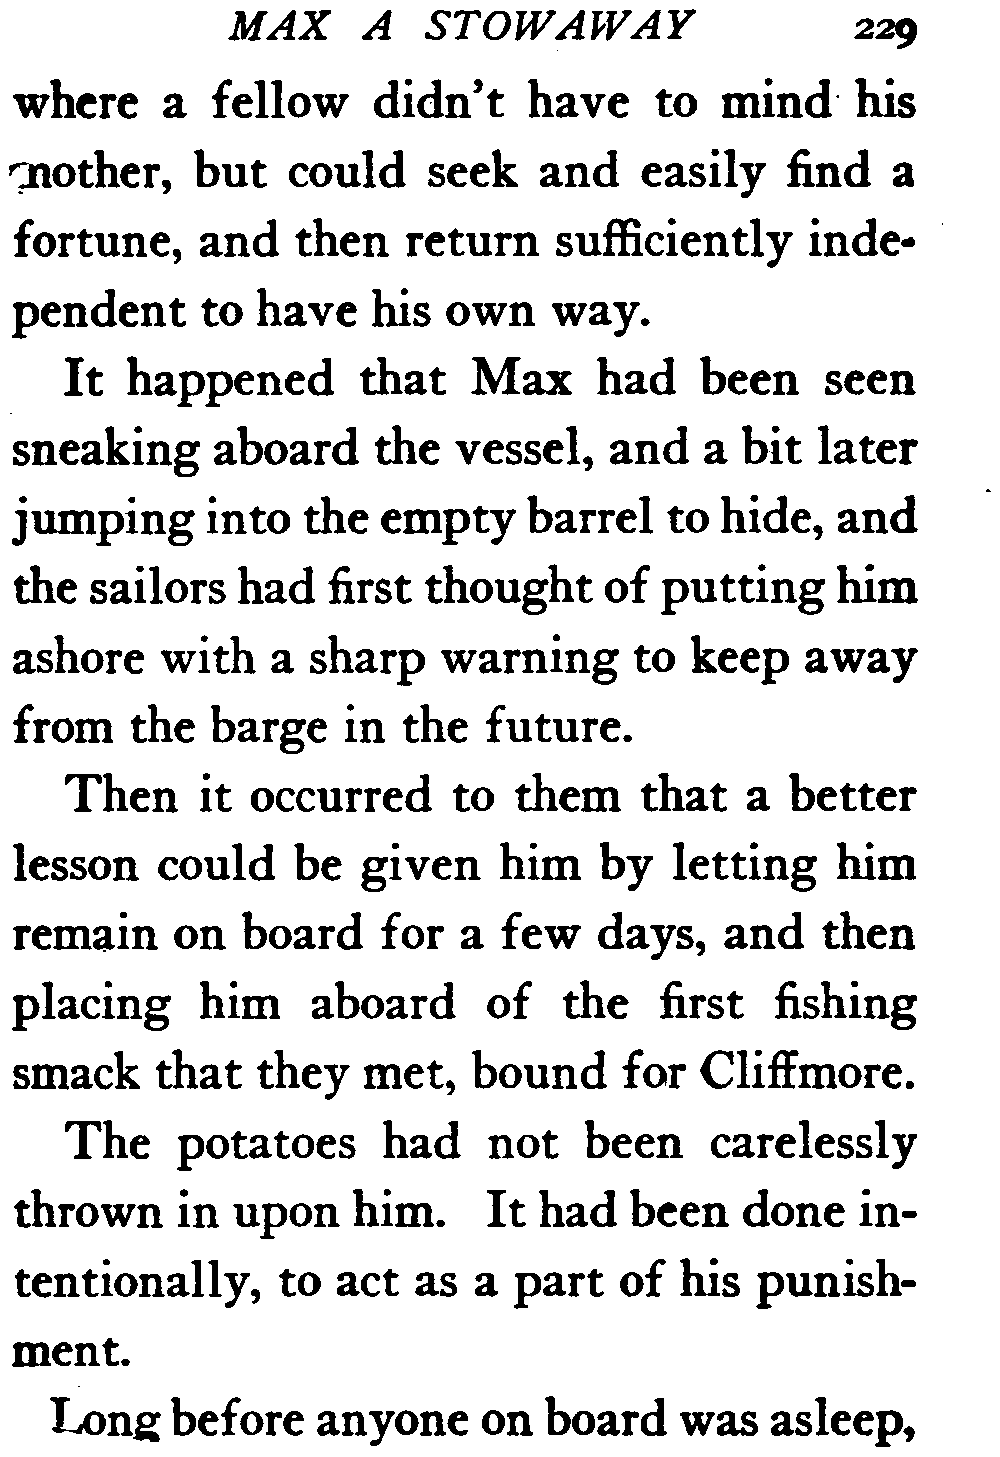 MAX A STOWAWAY 229
where a fellow didn't have to mind his
mother, but could seek and easily find a
fortune, and then return sufficiently inde-
pendent to have his own way.
It happened that Max had been seen
sneaking aboard the vessel, and a bit later
jumping into the empty barrel to hide, and
the sailors had first thought of putting him
ashore with a sharp warning to keep away
from the barge in the future.
Then it occurred to them that a better
lesson could be given him by letting him
remain on board for a few days, and then
placing him aboard of the first fishing
smack that they met, bound for Cliffmore.
The potatoes had not been carelessly
thrown in upon him. It had been done in-
tentionally, to act as a part of his punish-
ment.
Long before anyone on board was asleep,